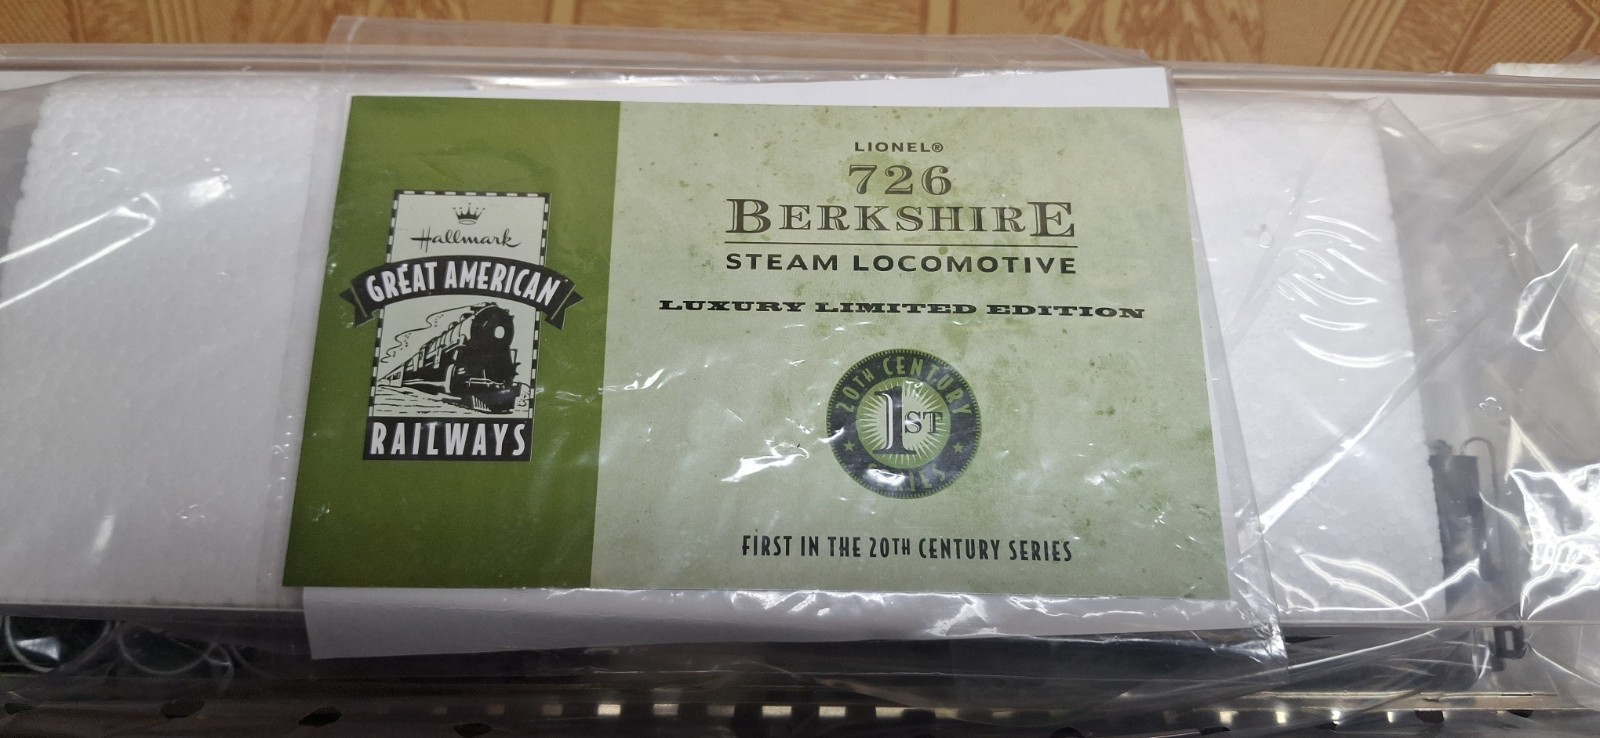 Hallmark
GREAT AMERICAN
RAILWAYS
LIONEL®
726
BERKSHIRE
STEAM LOCOMOTIVE
LUXURY LIMITED EDITION
20TH CENTURY
1ST
SERIES
FIRST IN THE 20TH CENTURY SERIES